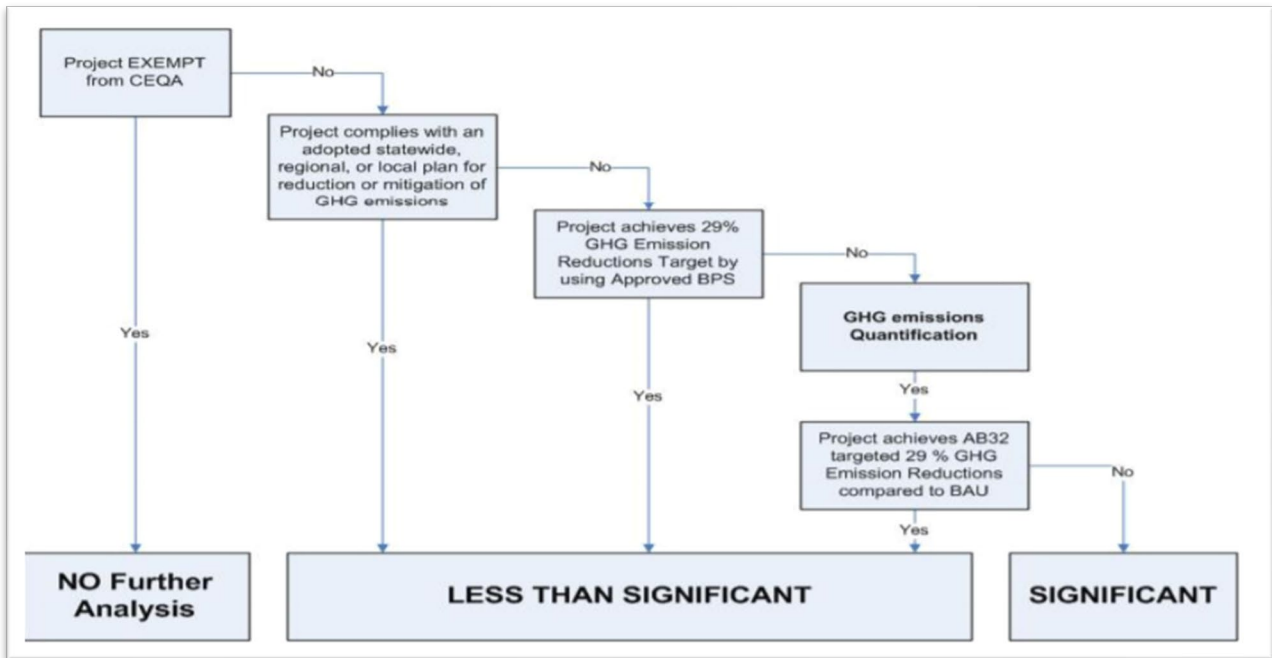 Project EXEMPT
from CEQA
No
Project complies with an
adopted statewide,
regional, or local plan for
reduction or mitigation of
GHG emissions
No
Project achieves 29%
GHG Emission
Reductions Target by
using Approved BPS
No
GHG emissions
Quantification
Yes
Yes
Yes
Yes
Project achieves AB32
targeted 29 % GHG
Emission Reductions
compared to BAU
No
Yes
NO Further
Analysis
LESS THAN SIGNIFICANT
SIGNIFICANT